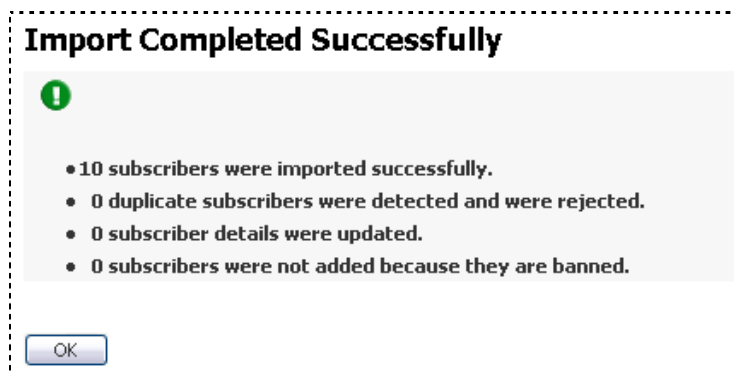 Import Completed Successfully
•10 subscribers were imported successfully.
• 0 duplicate subscribers were detected and were rejected.
• 0 subscriber details were updated.
• 0 subscribers were not added because they are banned.
OK